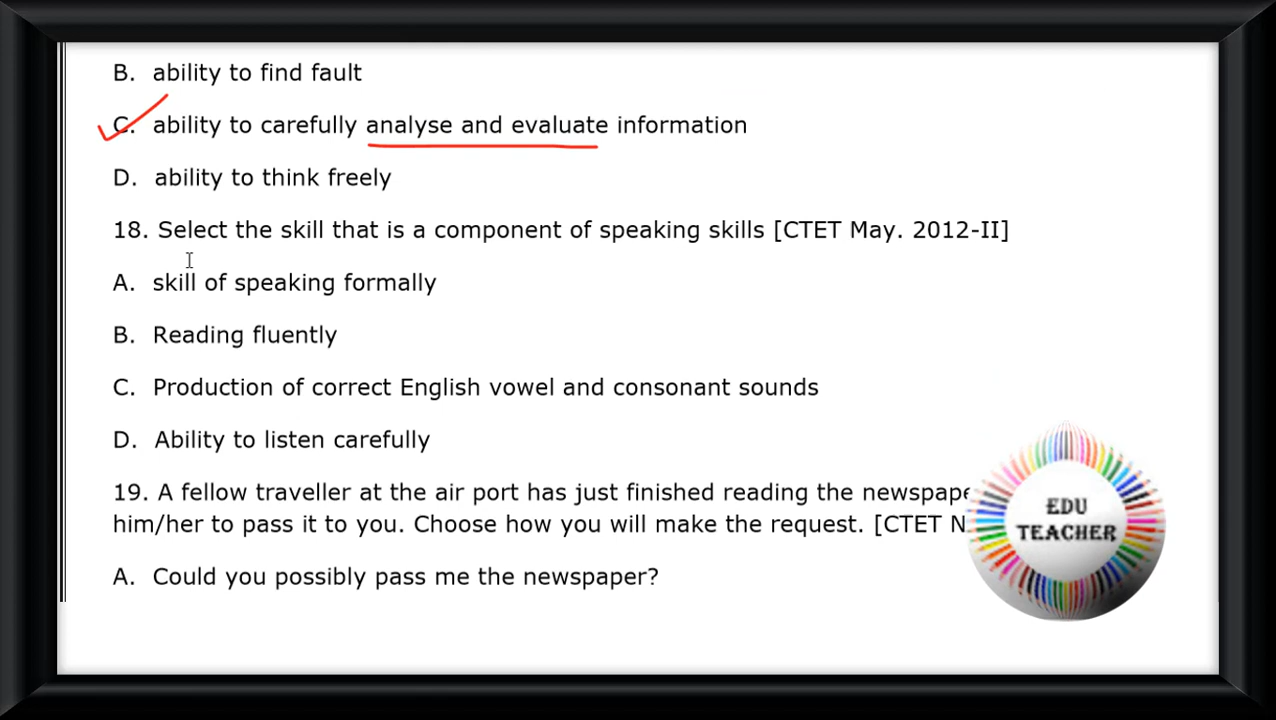 B. ability to find fault
C. ability to carefully analyse and evaluate information
D. ability to think freely
18. Select the skill that is a component of speaking skills [CTET May. 2012-II]
A. skill of speaking formally
B. Reading fluently
C. Production of correct English vowel and consonant sounds
D. Ability to listen carefully
19. A fellow traveller at the air port has just finished reading the
him/her to pass it to you. Choose how you will make the request. [CTET
A. Could you possibly pass me the newspaper?
EDU
TEACHER